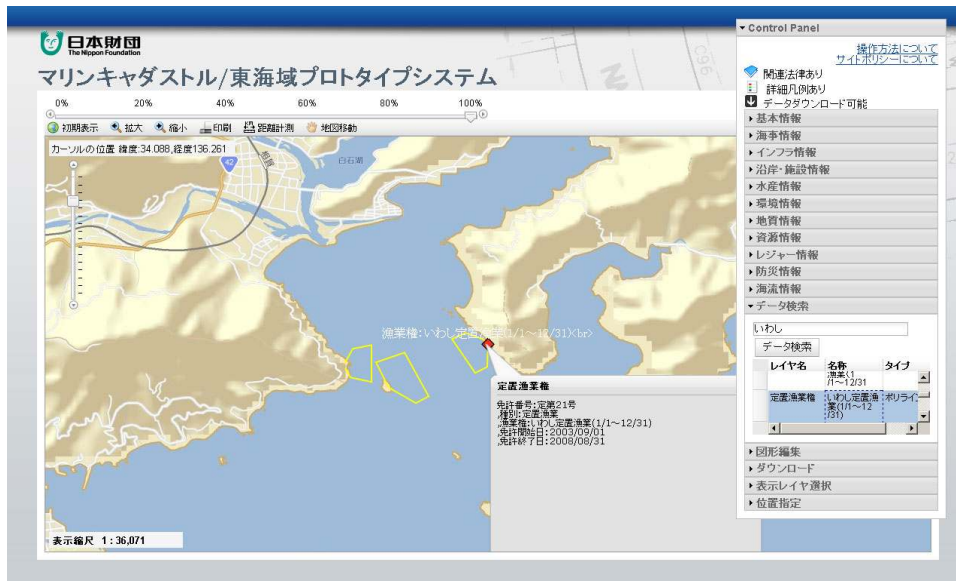 日本財団
The Nippon Foundation
マリンキャダストル/東海域プロトタイプシステム
0% 20% 40% 60% 80% 100%
初期表示 拡大 縮小 印刷 距離計測 地図移動
カーソルの位置 緯度:34.088,経度136.261
42
白石湖
漁業権:いわし定置漁業(1/1～12/31)<br>
定置漁業権
免許番号:定第21号
,種別:定置漁業
,漁業権:いわし定置漁業(1/1～12/31)
,免許開始日:2003/09/01
,免許終了日:2008/08/31
表示縮尺 1：36,071
Control Panel
操作方法について
サイトポリシーについて
関連法律あり
詳細凡例あり
データダウンロード可能
基本情報
海事情報
インフラ情報
沿岸・施設情報
水産情報
環境情報
地質情報
資源情報
レジャー情報
防災情報
海流情報
データ検索
いわし
データ検索
レイヤ名 名称 タイプ
漁業(1
/1～12/31
定置漁業権 いわし定置漁 ポリライン
業(1/1～12
/31)
図形編集
ダウンロード
表示レイヤ選択
位置指定